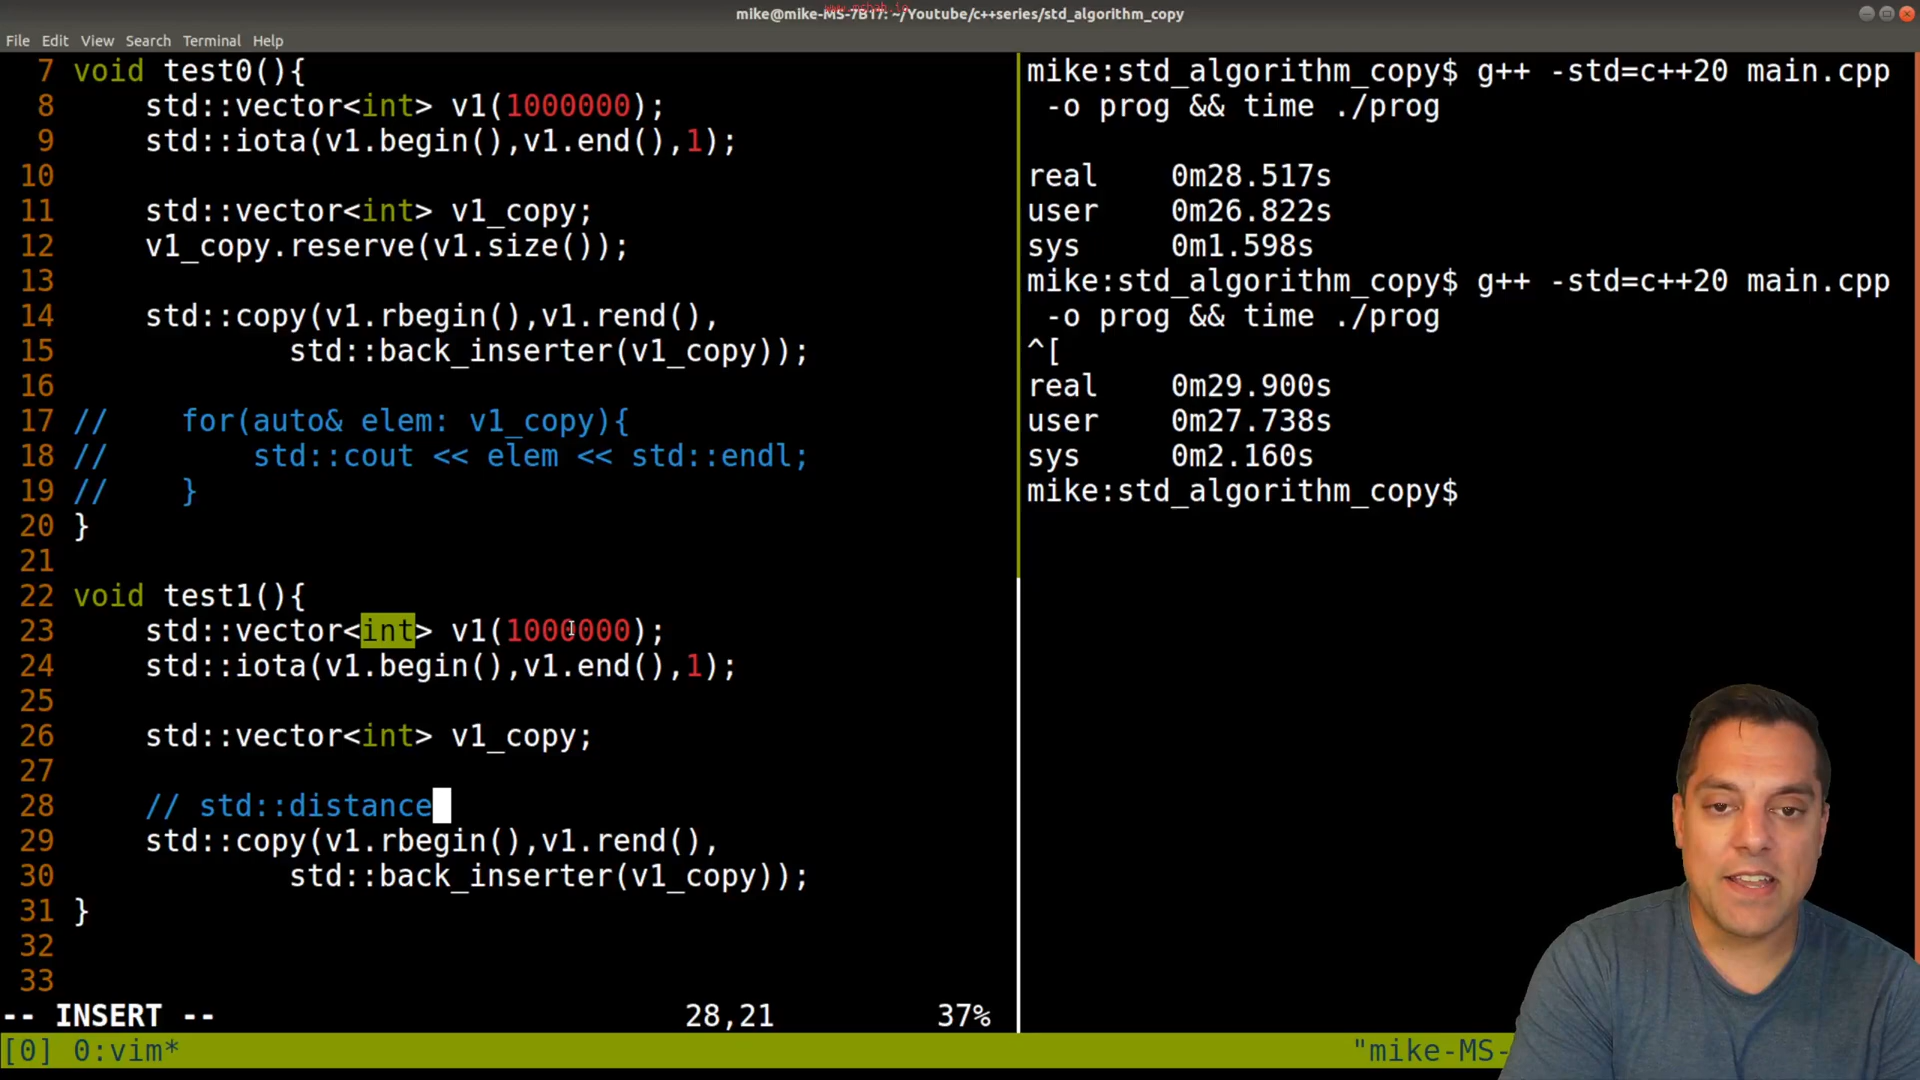 www.mshah.io
mike@mike-MS-7B17: ~/Youtube/c++series/std_algorithm_copy
File Edit View Search Terminal Help
7 void test0(){
8 std::vector<int> v1(1000000);
9 std::iota(v1.begin(),v1.end(),1);
10
11 std::vector<int> v1_copy;
12 v1_copy.reserve(v1.size());
13
14 std::copy(v1.rbegin(),v1.rend(),
15 std::back_inserter(v1_copy));
16
17 // for(auto& elem: v1_copy){
18 // std::cout << elem << std::endl;
19 // }
20 }
21
22 void test1(){
23 std::vector<int> v1(1000000);
24 std::iota(v1.begin(),v1.end(),1);
25
26 std::vector<int> v1_copy;
27
28 // std::distance
29 std::copy(v1.rbegin(),v1.rend(),
30 std::back_inserter(v1_copy));
31 }
32
33
-- INSERT -- 28,21 37%
mike:std_algorithm_copy$ g++ -std=c++20 main.cpp
-o prog && time ./prog
real 0m28.517s
user 0m26.822s
sys 0m1.598s
mike:std_algorithm_copy$ g++ -std=c++20 main.cpp
-o prog && time ./prog
^[
real 0m29.900s
user 0m27.738s
sys 0m2.160s
mike:std_algorithm_copy$
[0] 0:vim* "mike-MS-